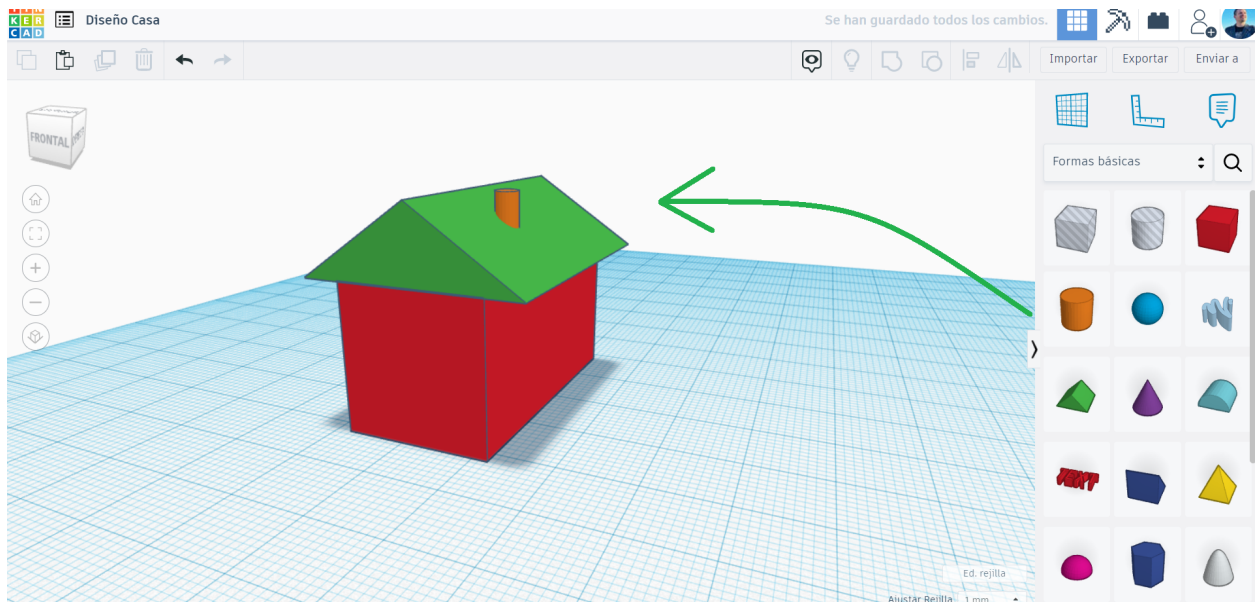 TIN
KER
CAD
Diseño Casa
Se han guardado todos los cambios.
Importar
Exportar
Enviar a
FRONTAL
Formas básicas
TEXT
Ed. rejilla
Ajustar Rejilla 1 mm